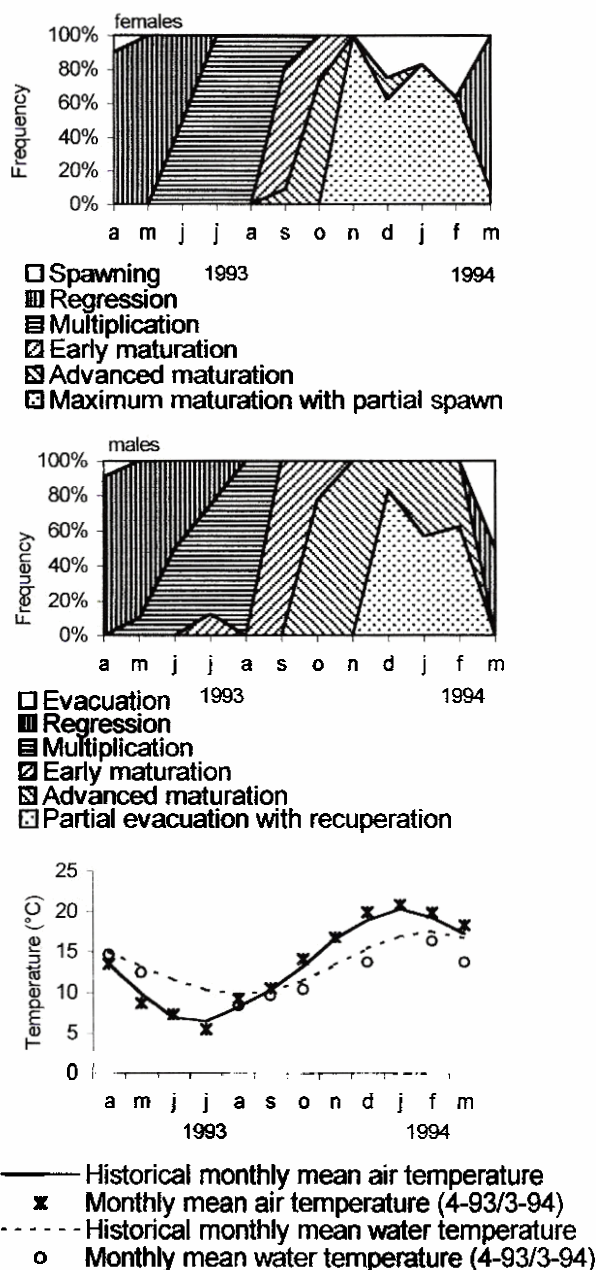 females
100%
80%
60%
40%
20%
0%
Frequency
a m j j a s o n d j f m
1993 1994
Spawning
Regression
Multiplication
Early maturation
Advanced maturation
Maximum maturation with partial spawn
males
100%
80%
60%
40%
20%
0%
Frequency
a m j j a s o n d j f m
1993 1994
Evacuation
Regression
Multiplication
Early maturation
Advanced maturation
Partial evacuation with recuperation
25
20
15
10
5
0
Temperature (°C)
a m j j a s o n d j f m
1993 1994
Historical monthly mean air temperature
Monthly mean air temperature (4-93/3-94)
Historical monthly mean water temperature
Monthly mean water temperature (4-93/3-94)